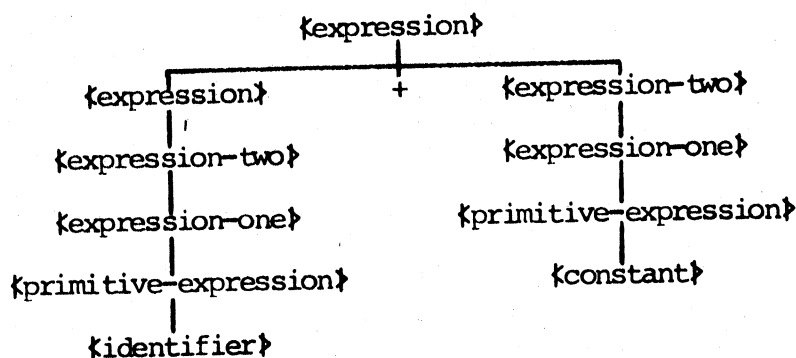 ⟨expression⟩
⟨expression⟩ + ⟨expression-two⟩
⟨expression-two⟩ ⟨expression-one⟩
⟨expression-one⟩ ⟨primitive-expression⟩
⟨primitive-expression⟩ ⟨constant⟩
⟨identifier⟩